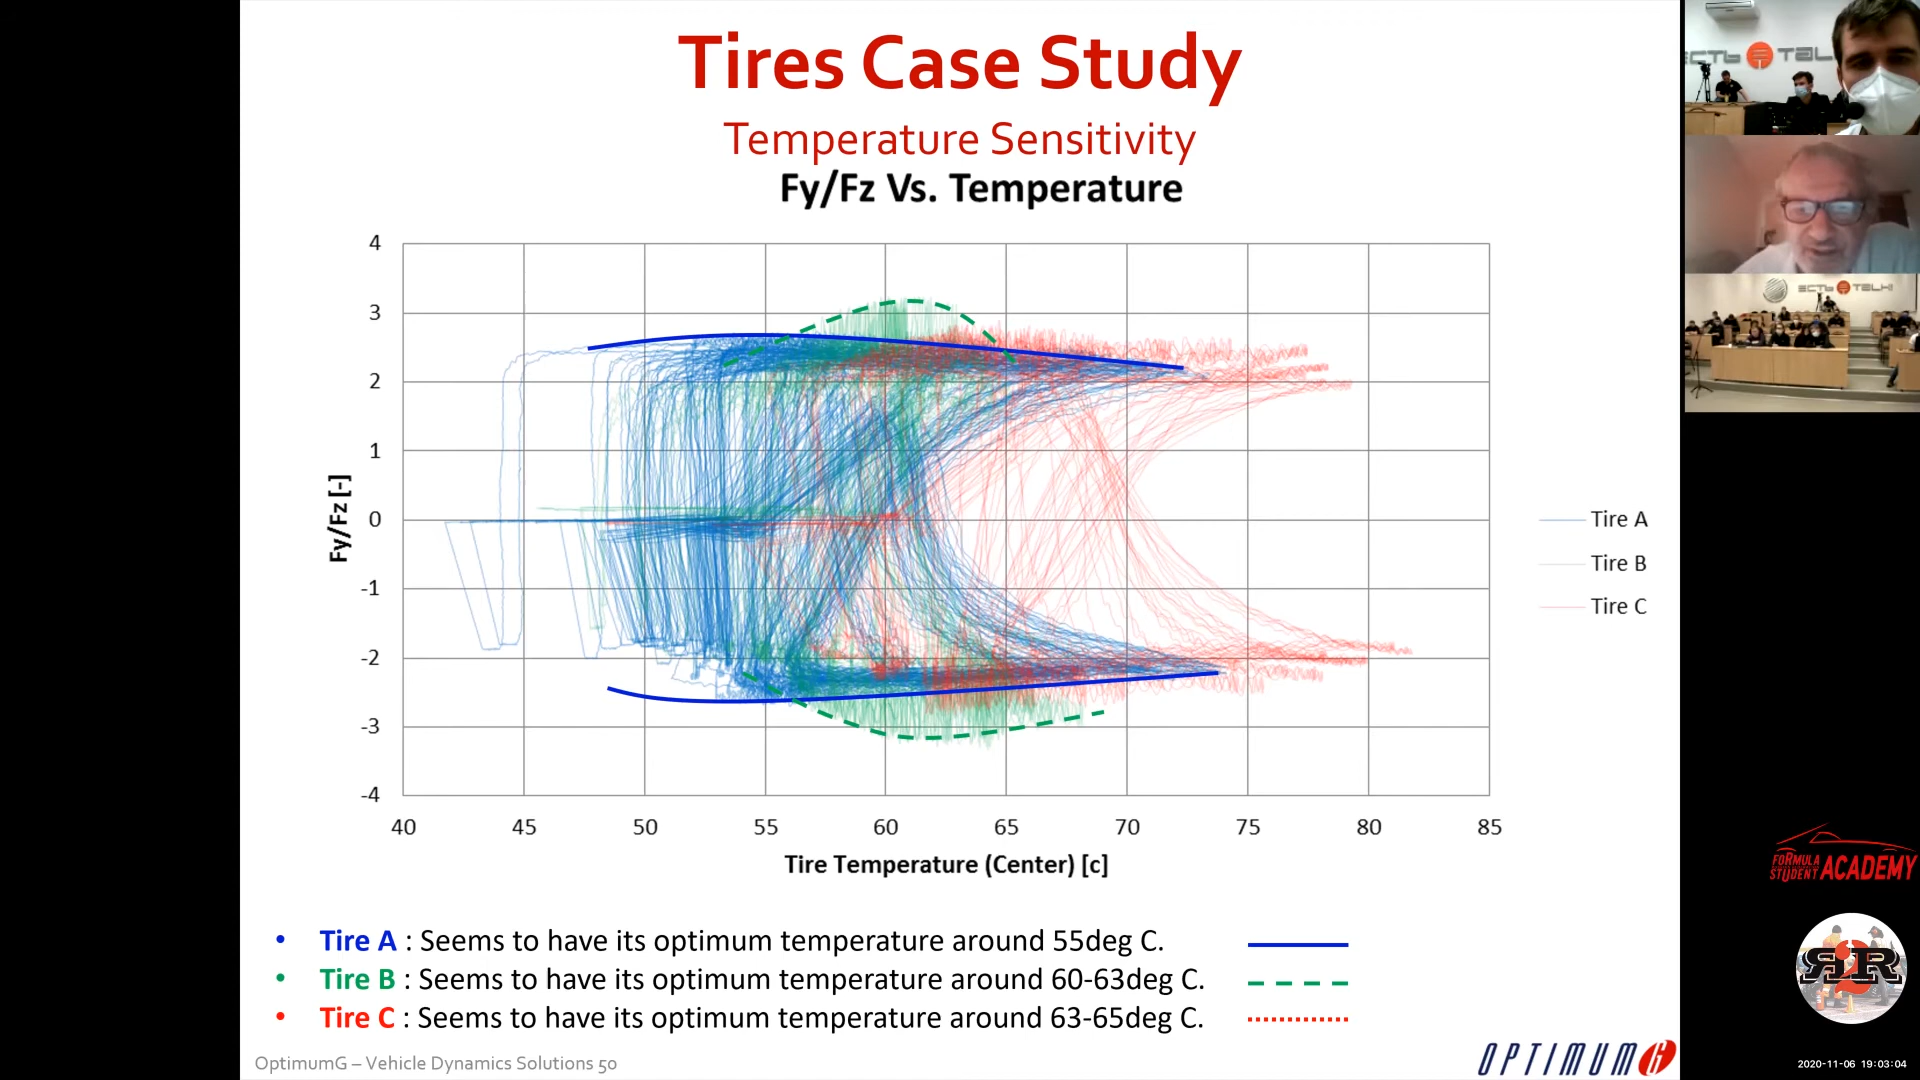 Tires Case Study
Temperature Sensitivity
Fy/Fz Vs. Temperature
4
3
2
1
0
-1
-2
-3
-4
Fy/Fz [-]
40 45 50 55 60 65 70 75 80 85
Tire Temperature (Center) [c]
Tire A
Tire B
Tire C
• Tire A : Seems to have its optimum temperature around 55deg C.
• Tire B : Seems to have its optimum temperature around 60-63deg C.
• Tire C : Seems to have its optimum temperature around 63-65deg C.
OptimumG – Vehicle Dynamics Solutions 50
OPTIMUMG
ЕСТЬ TALK!
FORMULA STUDENT ACADEMY
2020-11-06 19:03:04